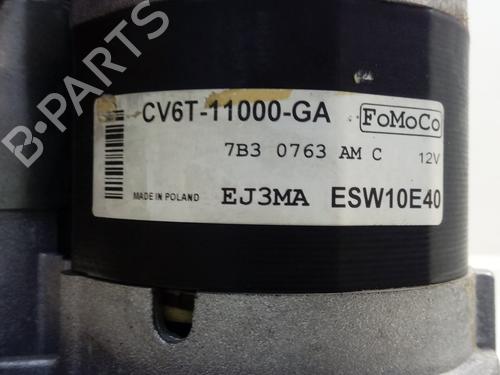 CV6T-11000-GA FoMoCo
7B3 0763 AM C 12V
MADE IN POLAND EJ3MA ESW10E40
B-PARTS